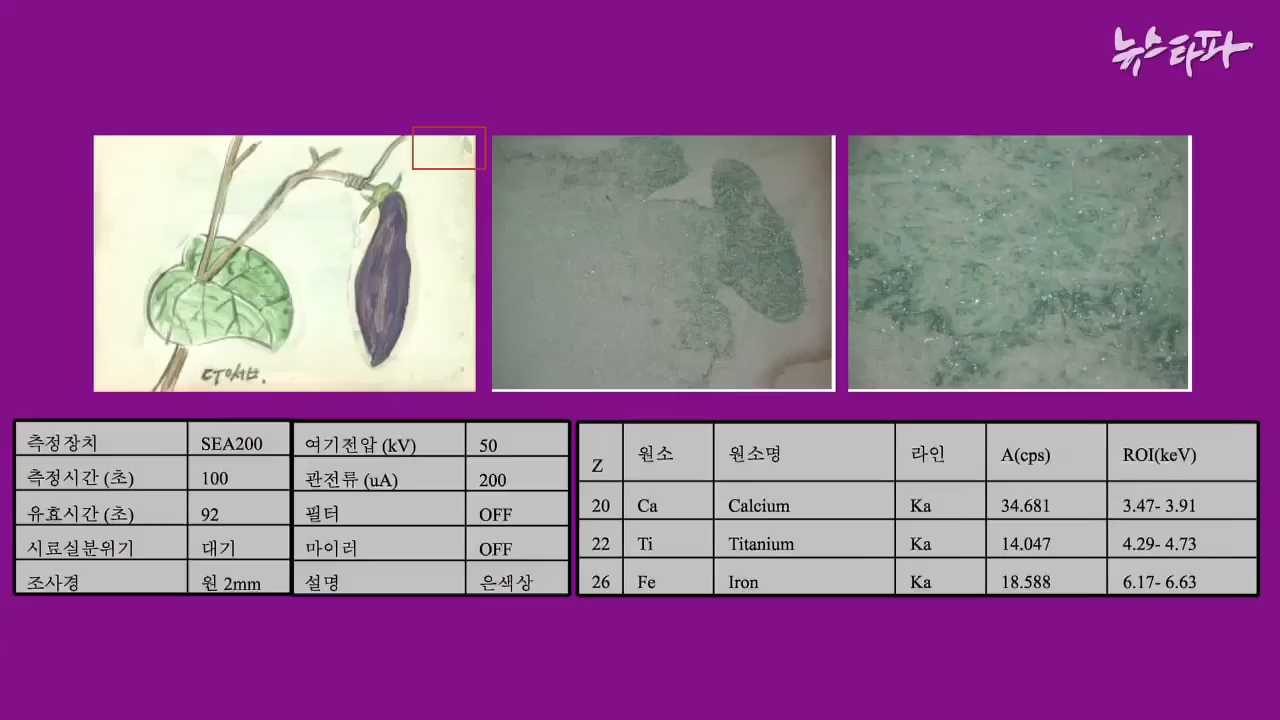 뉴스타파
측정장치 SEA200
측정시간 (초) 100
유효시간 (초) 92
시료실분위기 대기
조사경 원 2mm
여기전압 (kV) 50
관전류 (uA) 200
필터 OFF
마이러 OFF
설명 은색상
Z 원소 원소명 라인 A(cps) ROI(keV)
20 Ca Calcium Ka 34.681 3.47- 3.91
22 Ti Titanium Ka 14.047 4.29- 4.73
26 Fe Iron Ka 18.588 6.17- 6.63